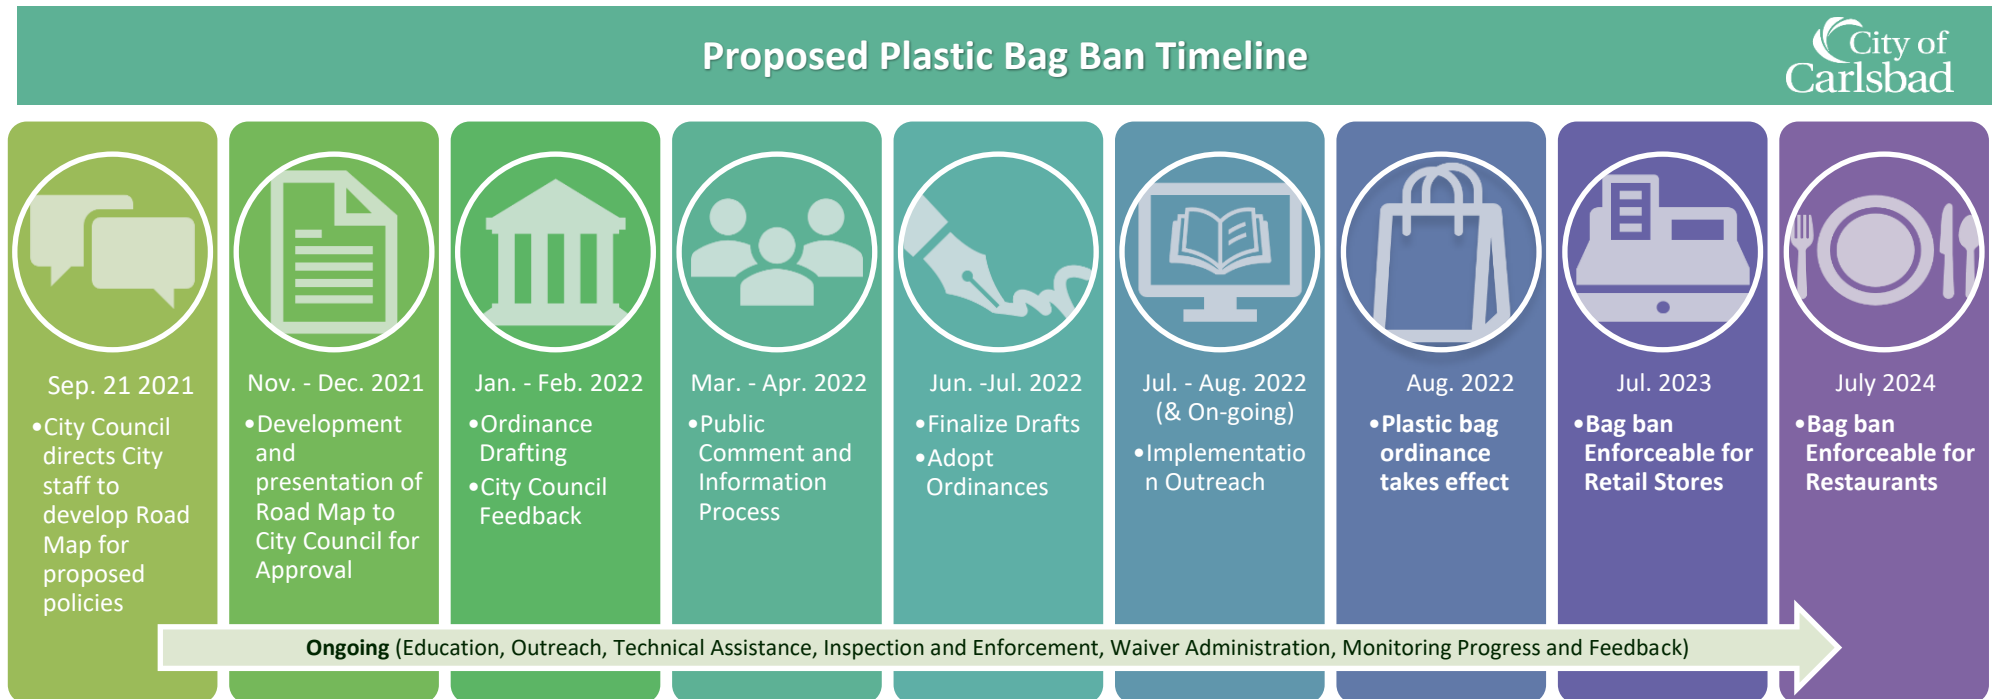 Proposed Plastic Bag Ban Timeline
City of
Carlsbad
Sep. 21 2021
•City Council
directs City
staff to
develop Road
Map for
proposed
policies
Nov. - Dec. 2021
•Development
and
presentation of
Road Map to
City Council for
Approval
Jan. - Feb. 2022
•Ordinance
Drafting
•City Council
Feedback
Mar. - Apr. 2022
•Public
Comment and
Information
Process
Jun. -Jul. 2022
•Finalize Drafts
•Adopt
Ordinances
Jul. - Aug. 2022
(& On-going)
•Implementatio
n Outreach
Aug. 2022
•Plastic bag
ordinance
takes effect
Jul. 2023
•Bag ban
Enforceable for
Retail Stores
July 2024
•Bag ban
Enforceable for
Restaurants
Ongoing (Education, Outreach, Technical Assistance, Inspection and Enforcement, Waiver Administration, Monitoring Progress and Feedback)